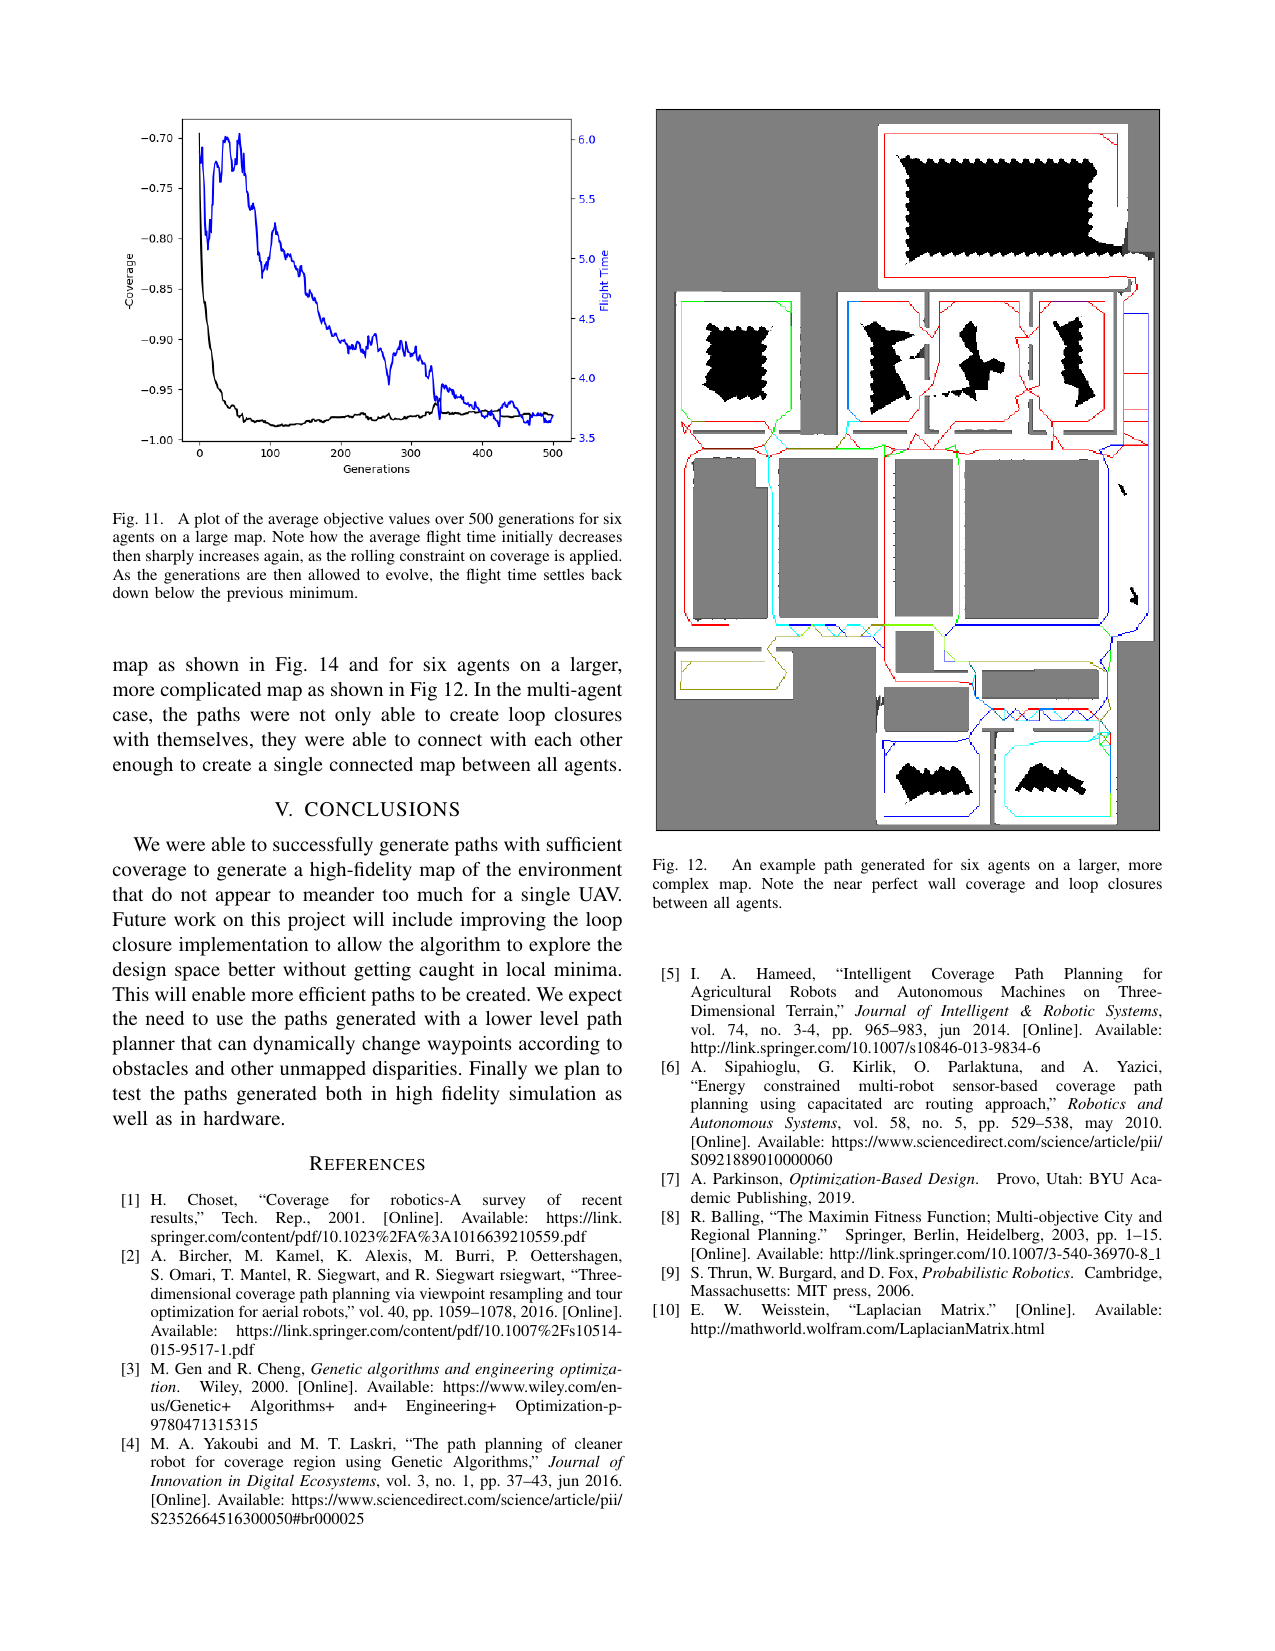 −0.70
−0.75
−0.80
−0.85
−0.90
−0.95
−1.00
-Coverage
0
100
200
300
400
500
Generations
6.0
5.5
5.0
4.5
4.0
3.5
Flight Time
Fig. 11. A plot of the average objective values over 500 generations for six
agents on a large map. Note how the average flight time initially decreases
then sharply increases again, as the rolling constraint on coverage is applied.
As the generations are then allowed to evolve, the flight time settles back
down below the previous minimum.
map as shown in Fig. 14 and for six agents on a larger,
more complicated map as shown in Fig 12. In the multi-agent
case, the paths were not only able to create loop closures
with themselves, they were able to connect with each other
enough to create a single connected map between all agents.
V. CONCLUSIONS
We were able to successfully generate paths with sufficient
coverage to generate a high-fidelity map of the environment
that do not appear to meander too much for a single UAV.
Future work on this project will include improving the loop
closure implementation to allow the algorithm to explore the
design space better without getting caught in local minima.
This will enable more efficient paths to be created. We expect
the need to use the paths generated with a lower level path
planner that can dynamically change waypoints according to
obstacles and other unmapped disparities. Finally we plan to
test the paths generated both in high fidelity simulation as
well as in hardware.
REFERENCES
[1] H. Choset, “Coverage for robotics-A survey of recent
results,” Tech. Rep., 2001. [Online]. Available: https://link.
springer.com/content/pdf/10.1023%2FA%3A1016639210559.pdf
[2] A. Bircher, M. Kamel, K. Alexis, M. Burri, P. Oettershagen,
S. Omari, T. Mantel, R. Siegwart, and R. Siegwart rsiegwart, “Three-
dimensional coverage path planning via viewpoint resampling and tour
optimization for aerial robots,” vol. 40, pp. 1059–1078, 2016. [Online].
Available: https://link.springer.com/content/pdf/10.1007%2Fs10514-
015-9517-1.pdf
[3] M. Gen and R. Cheng, Genetic algorithms and engineering optimiza-
tion. Wiley, 2000. [Online]. Available: https://www.wiley.com/en-
us/Genetic+ Algorithms+ and+ Engineering+ Optimization-p-
9780471315315
[4] M. A. Yakoubi and M. T. Laskri, “The path planning of cleaner
robot for coverage region using Genetic Algorithms,” Journal of
Innovation in Digital Ecosystems, vol. 3, no. 1, pp. 37–43, jun 2016.
[Online]. Available: https://www.sciencedirect.com/science/article/pii/
S2352664516300050#br000025
Fig. 12. An example path generated for six agents on a larger, more
complex map. Note the near perfect wall coverage and loop closures
between all agents.
[5] I. A. Hameed, “Intelligent Coverage Path Planning for
Agricultural Robots and Autonomous Machines on Three-
Dimensional Terrain,” Journal of Intelligent & Robotic Systems,
vol. 74, no. 3-4, pp. 965–983, jun 2014. [Online]. Available:
http://link.springer.com/10.1007/s10846-013-9834-6
[6] A. Sipahioglu, G. Kirlik, O. Parlaktuna, and A. Yazici,
“Energy constrained multi-robot sensor-based coverage path
planning using capacitated arc routing approach,” Robotics and
Autonomous Systems, vol. 58, no. 5, pp. 529–538, may 2010.
[Online]. Available: https://www.sciencedirect.com/science/article/pii/
S0921889010000060
[7] A. Parkinson, Optimization-Based Design. Provo, Utah: BYU Aca-
demic Publishing, 2019.
[8] R. Balling, “The Maximin Fitness Function; Multi-objective City and
Regional Planning.” Springer, Berlin, Heidelberg, 2003, pp. 1–15.
[Online]. Available: http://link.springer.com/10.1007/3-540-36970-8_1
[9] S. Thrun, W. Burgard, and D. Fox, Probabilistic Robotics. Cambridge,
Massachusetts: MIT press, 2006.
[10] E. W. Weisstein, “Laplacian Matrix.” [Online]. Available:
http://mathworld.wolfram.com/LaplacianMatrix.html